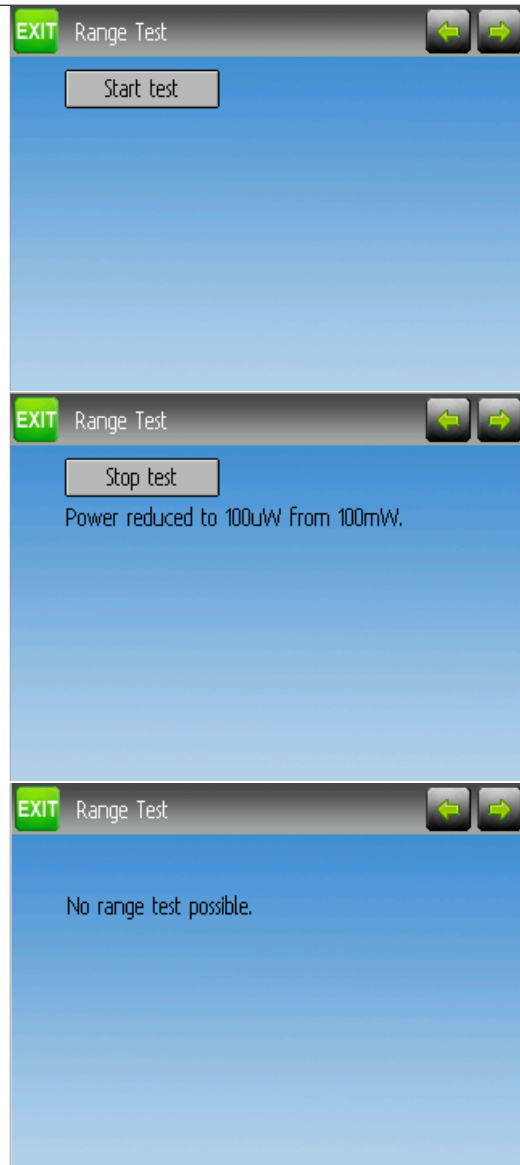 EXIT Range Test
Start test
EXIT Range Test
Stop test
Power reduced to 100uW from 100mW.
EXIT Range Test
No range test possible.